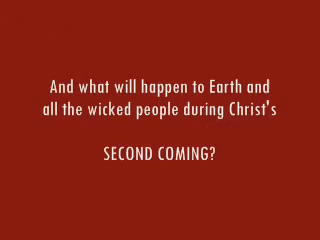 And what will happen to Earth and
all the wicked people during Christ's
SECOND COMING?